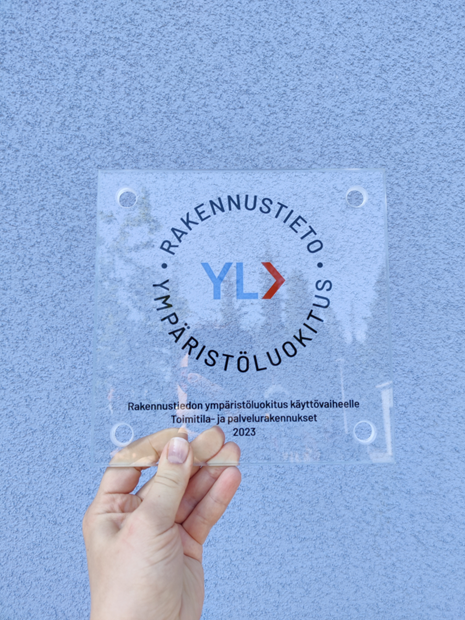 • RAKENNUSTIETO •
YL>
YMPÄRISTÖLUOKITUS
Rakennustiedon ympäristöluokitus käyttövaiheelle
Toimitila- ja palvelurakennukset
2023